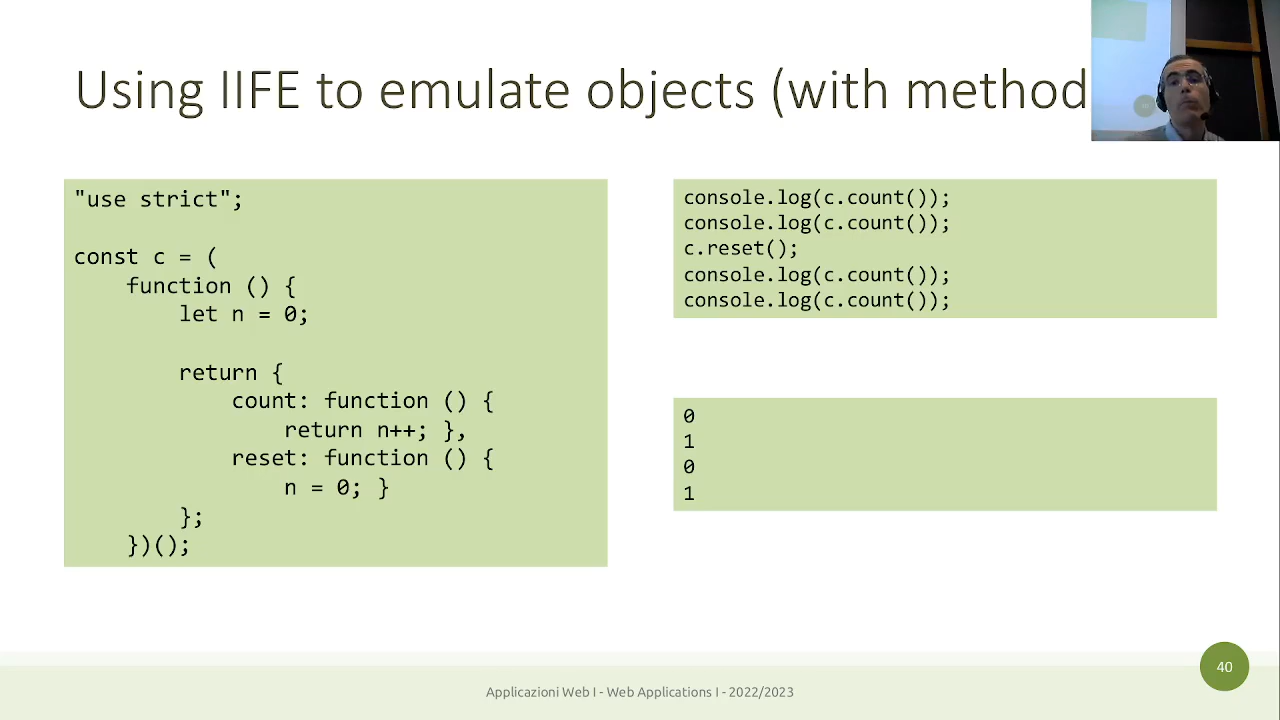 Using IIFE to emulate objects (with method
"use strict";
const c = (
function () {
let n = 0;
return {
count: function () {
return n++; },
reset: function () {
n = 0; }
};
})();
console.log(c.count());
console.log(c.count());
c.reset();
console.log(c.count());
console.log(c.count());
0
1
0
1
40
Applicazioni Web I - Web Applications I - 2022/2023